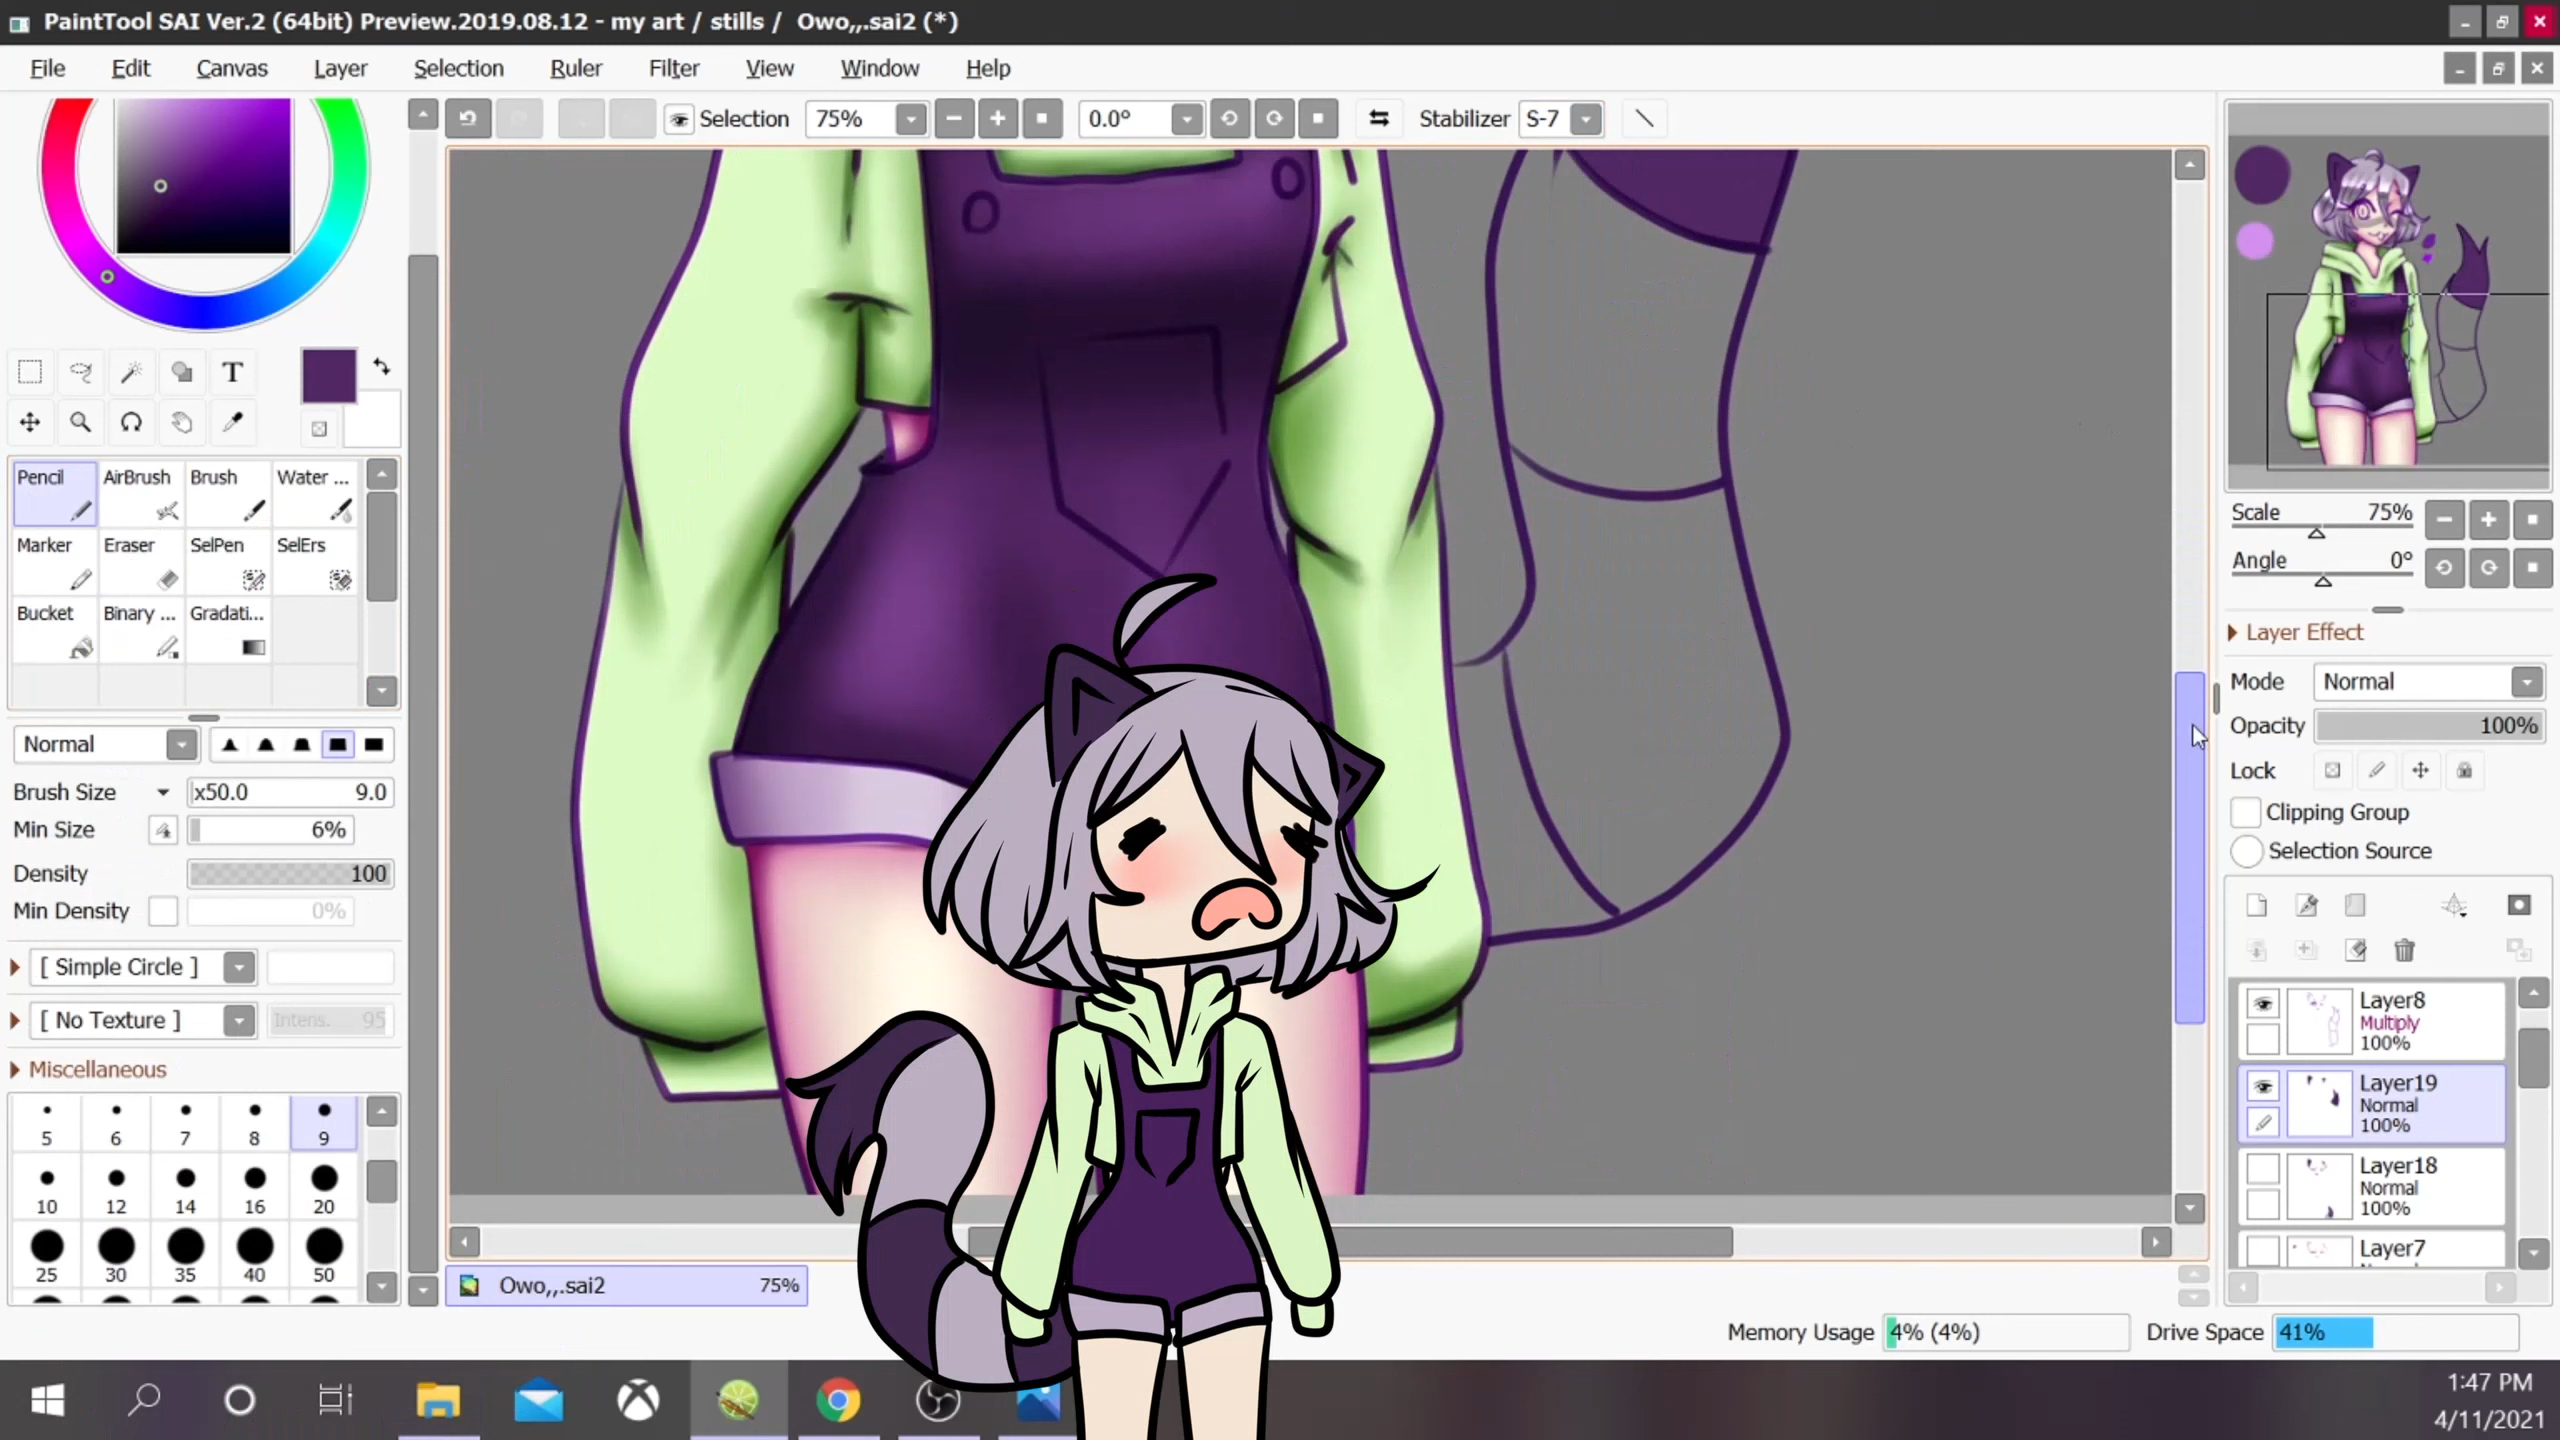 PaintTool SAI Ver.2 (64bit) Preview.2019.08.12 - my art / stills / Owo,,.sai2 (*)
File Edit Canvas Layer Selection Ruler Filter View Window Help
Selection 75% 0.0° Stabilizer S-7
T
Pencil AirBrush Brush Water ...
Marker Eraser SelPen SelErs
Bucket Binary ... Gradati...
Normal
Brush Size x50.0 9.0
Min Size 6%
Density 100
Min Density 0%
[ Simple Circle ]
[ No Texture ] Intens. 95
Miscellaneous
5 6 7 8 9
10 12 14 16 20
25 30 35 40 50
Owo,,.sai2 75%
Scale 75%
Angle 0°
Layer Effect
Mode Normal
Opacity 100%
Lock
Clipping Group
Selection Source
Layer8
Multiply
100%
Layer19
Normal
100%
Layer18
Normal
100%
Layer7
Memory Usage 4% (4%) Drive Space 41%
1:47 PM
4/11/2021